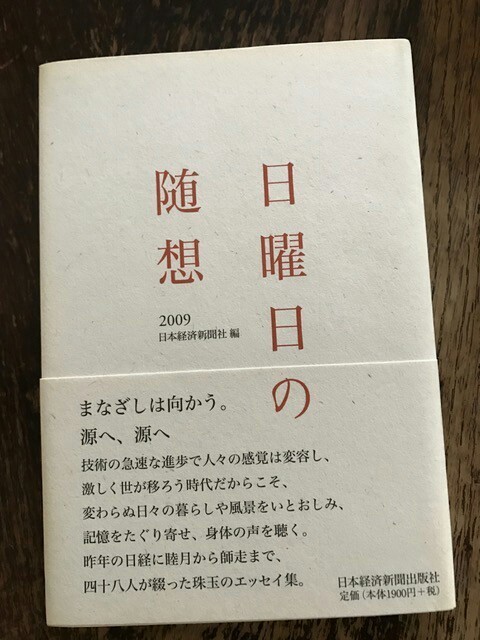 日曜日の
随想
2009
日本経済新聞社 編
まなざしは向かう。
源へ、源へ
技術の急速な進歩で人々の感覚は変容し、
激しく世が移ろう時代だからこそ、
変わらぬ日々の暮らしや風景をいとおしみ、
記憶をたぐり寄せ、身体の声を聴く。
昨年の日経に睦月から師走まで、
四十八人が綴った珠玉のエッセイ集。
日本経済新聞出版社
定価(本体1900円+税)